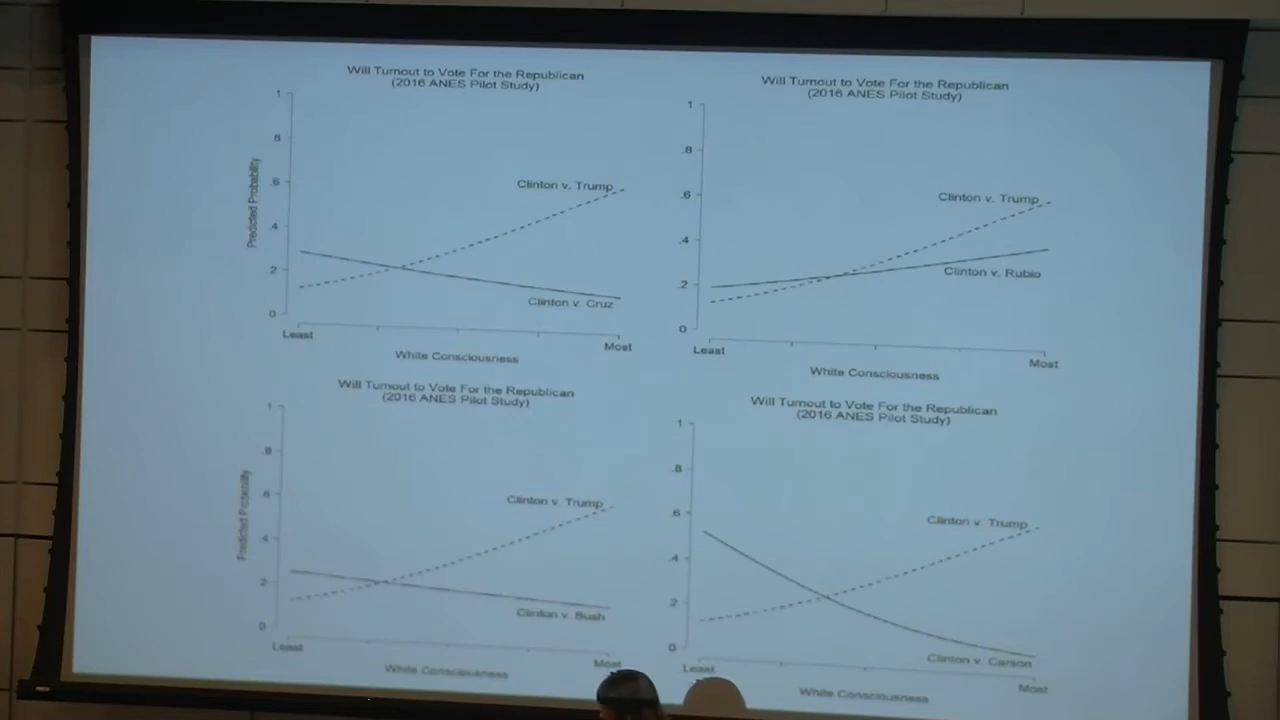 Will Turnout to Vote For the Republican
(2016 ANES Pilot Study)
1
.8
.6
.4
.2
0
Predicted Probability
Clinton v. Trump
Clinton v. Cruz
Least
Most
White Consciousness
Will Turnout to Vote For the Republican
(2016 ANES Pilot Study)
1
.8
.6
.4
.2
0
Clinton v. Trump
Clinton v. Rubio
Least
Most
White Consciousness
Will Turnout to Vote For the Republican
(2016 ANES Pilot Study)
1
.8
.6
.4
.2
0
Predicted Probability
Clinton v. Trump
Clinton v. Bush
Least
Most
White Consciousness
Will Turnout to Vote For the Republican
(2016 ANES Pilot Study)
1
.8
.6
.4
.2
0
Clinton v. Trump
Clinton v. Carson
Least
Most
White Consciousness